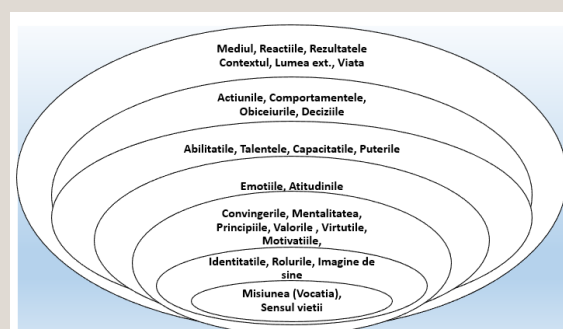 Mediul, Reactiile, Rezultatele
Contextul, Lumea ext., Viata
Actiunile, Comportamentele,
Obiceiurile, Deciziile
Abilitatile, Talentele, Capacitatile, Puterile
Emotiile, Atitudinile
Convingerile, Mentalitatea,
Principiile, Valorile , Virtutile,
Motivatiile,
Identitatile, Rolurile, Imagine de
sine
Misiunea (Vocatia),
Sensul vietii